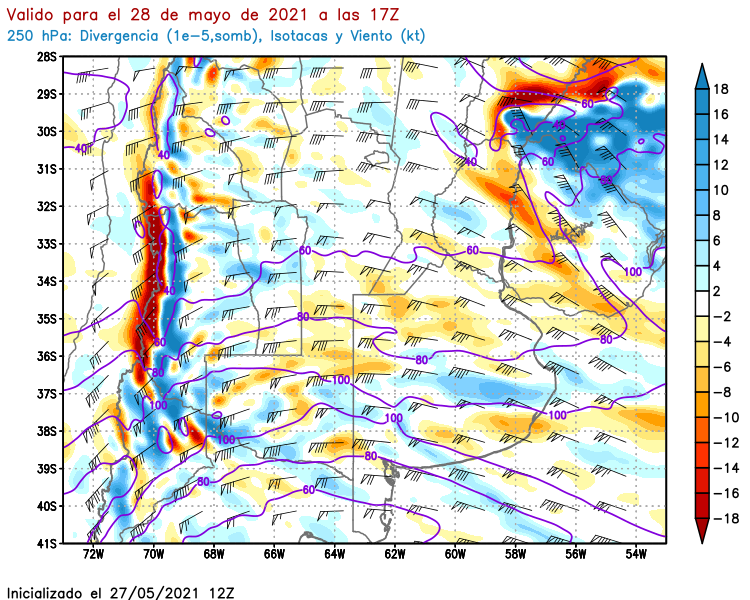 Valido para el 28 de mayo de 2021 a las 17Z
250 hPa: Divergencia (1e−5,somb), Isotacas y Viento (kt)
28S
29S
30S
31S
32S
33S
34S
35S
36S
37S
38S
39S
40S
41S
72W 70W 68W 66W 64W 62W 60W 58W 56W 54W
18
16
14
12
10
8
6
4
2
−2
−4
−6
−8
−10
−12
−14
−16
−18
60
40
40
40
60
60
60
60
100
40
80
60
80
80
80
100
100
100
100
100
80
80
60
Inicializado el 27/05/2021 12Z